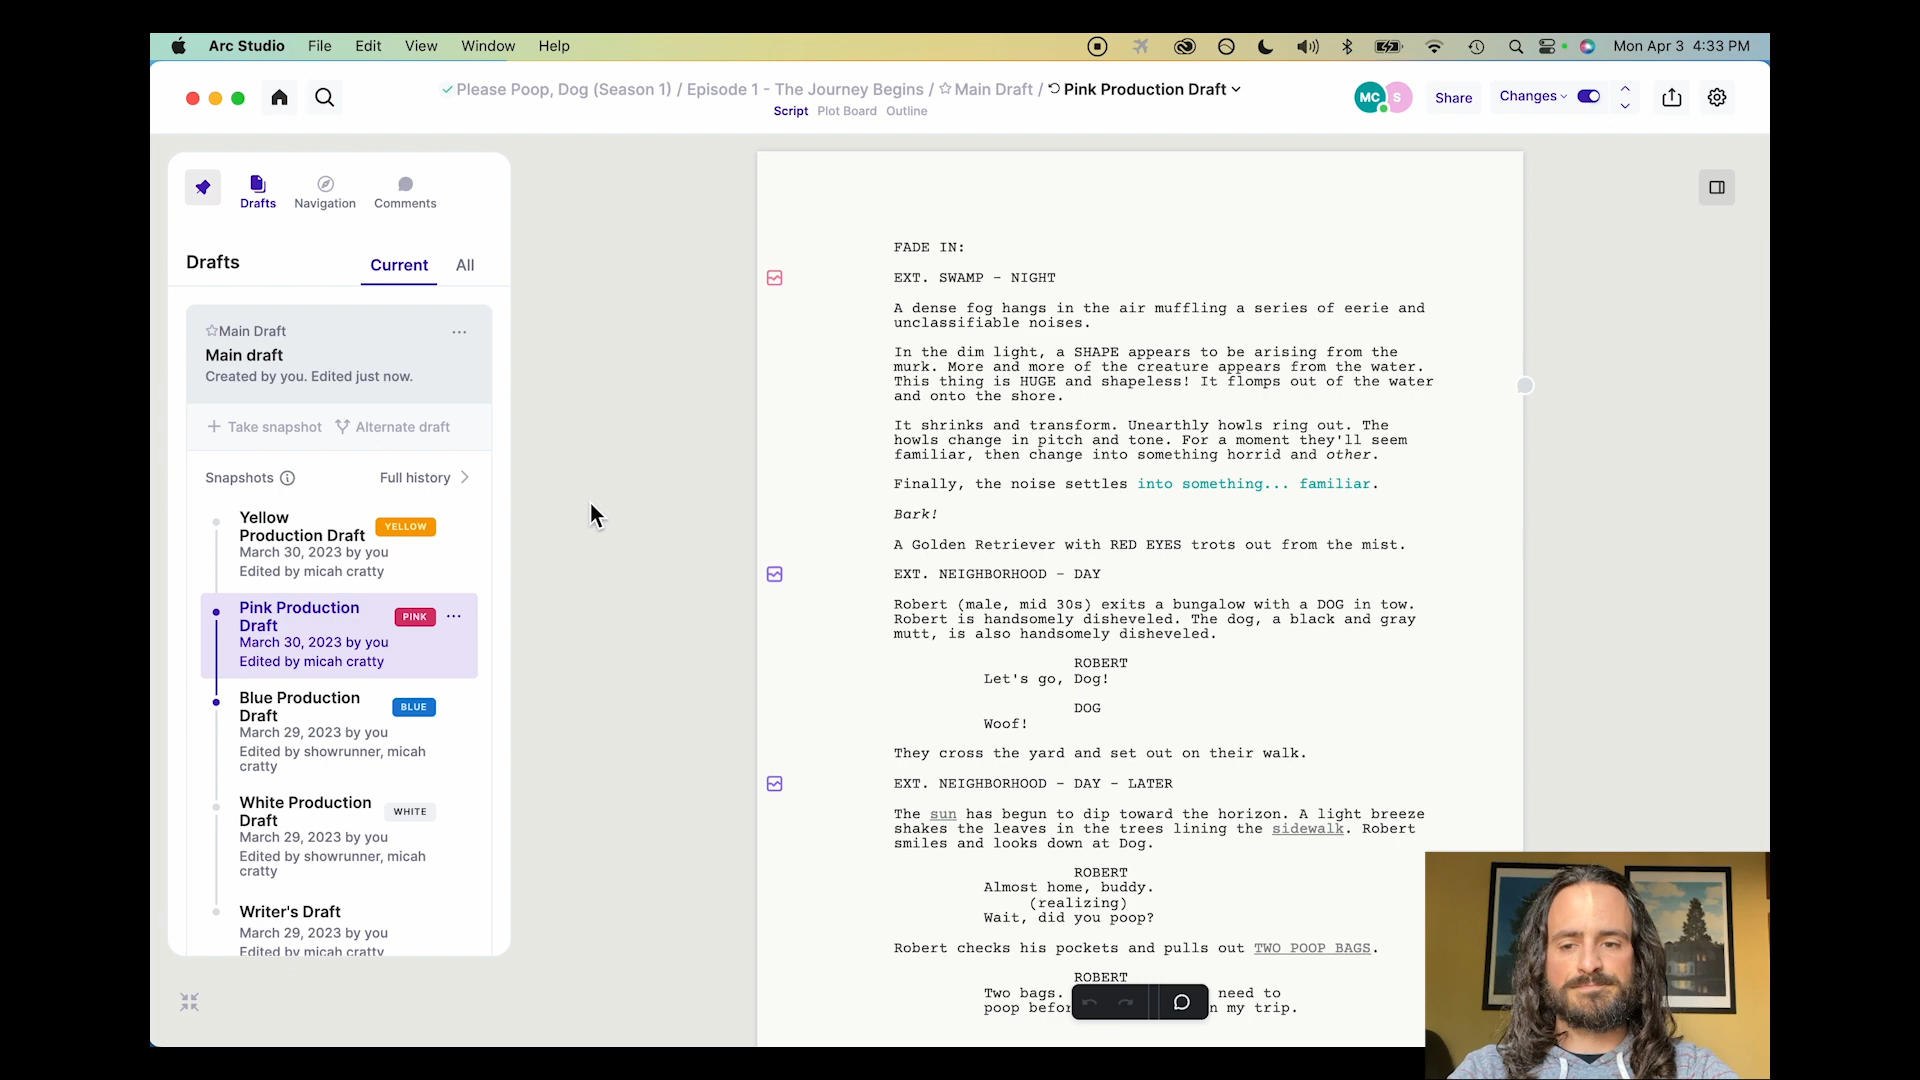 Arc Studio File Edit View Window Help Mon Apr 3 4:33 PM
Please Poop, Dog (Season 1) / Episode 1 - The Journey Begins / Main Draft / Pink Production Draft
Script Plot Board Outline
MC S Share Changes
Drafts Navigation Comments
Drafts Current All
Main Draft ...
Main draft
Created by you. Edited just now.
+ Take snapshot Alternate draft
Snapshots Full history
Yellow
Production Draft YELLOW
March 30, 2023 by you
Edited by micah cratty
Pink Production
Draft PINK ...
March 30, 2023 by you
Edited by micah cratty
Blue Production
Draft BLUE
March 29, 2023 by you
Edited by showrunner, micah
cratty
White Production
Draft WHITE
March 29, 2023 by you
Edited by showrunner, micah
cratty
Writer's Draft
March 29, 2023 by you
Edited by micah cratty
FADE IN:
EXT. SWAMP - NIGHT
A dense fog hangs in the air muffling a series of eerie and
unclassifiable noises.
In the dim light, a SHAPE appears to be arising from the
murk. More and more of the creature appears from the water.
This thing is HUGE and shapeless! It flomps out of the water
and onto the shore.
It shrinks and transform. Unearthly howls ring out. The
howls change in pitch and tone. For a moment they'll seem
familiar, then change into something horrid and other.
Finally, the noise settles into something... familiar.
Bark!
A Golden Retriever with RED EYES trots out from the mist.
EXT. NEIGHBORHOOD - DAY
Robert (male, mid 30s) exits a bungalow with a DOG in tow.
Robert is handsomely disheveled. The dog, a black and gray
mutt, is also handsomely disheveled.
ROBERT
Let's go, Dog!
DOG
Woof!
They cross the yard and set out on their walk.
EXT. NEIGHBORHOOD - DAY - LATER
The sun has begun to dip toward the horizon. A light breeze
shakes the leaves in the trees lining the sidewalk. Robert
smiles and looks down at Dog.
ROBERT
Almost home, buddy.
(realizing)
Wait, did you poop?
Robert checks his pockets and pulls out TWO POOP BAGS.
ROBERT
Two bags. need to
poop befor n my trip.